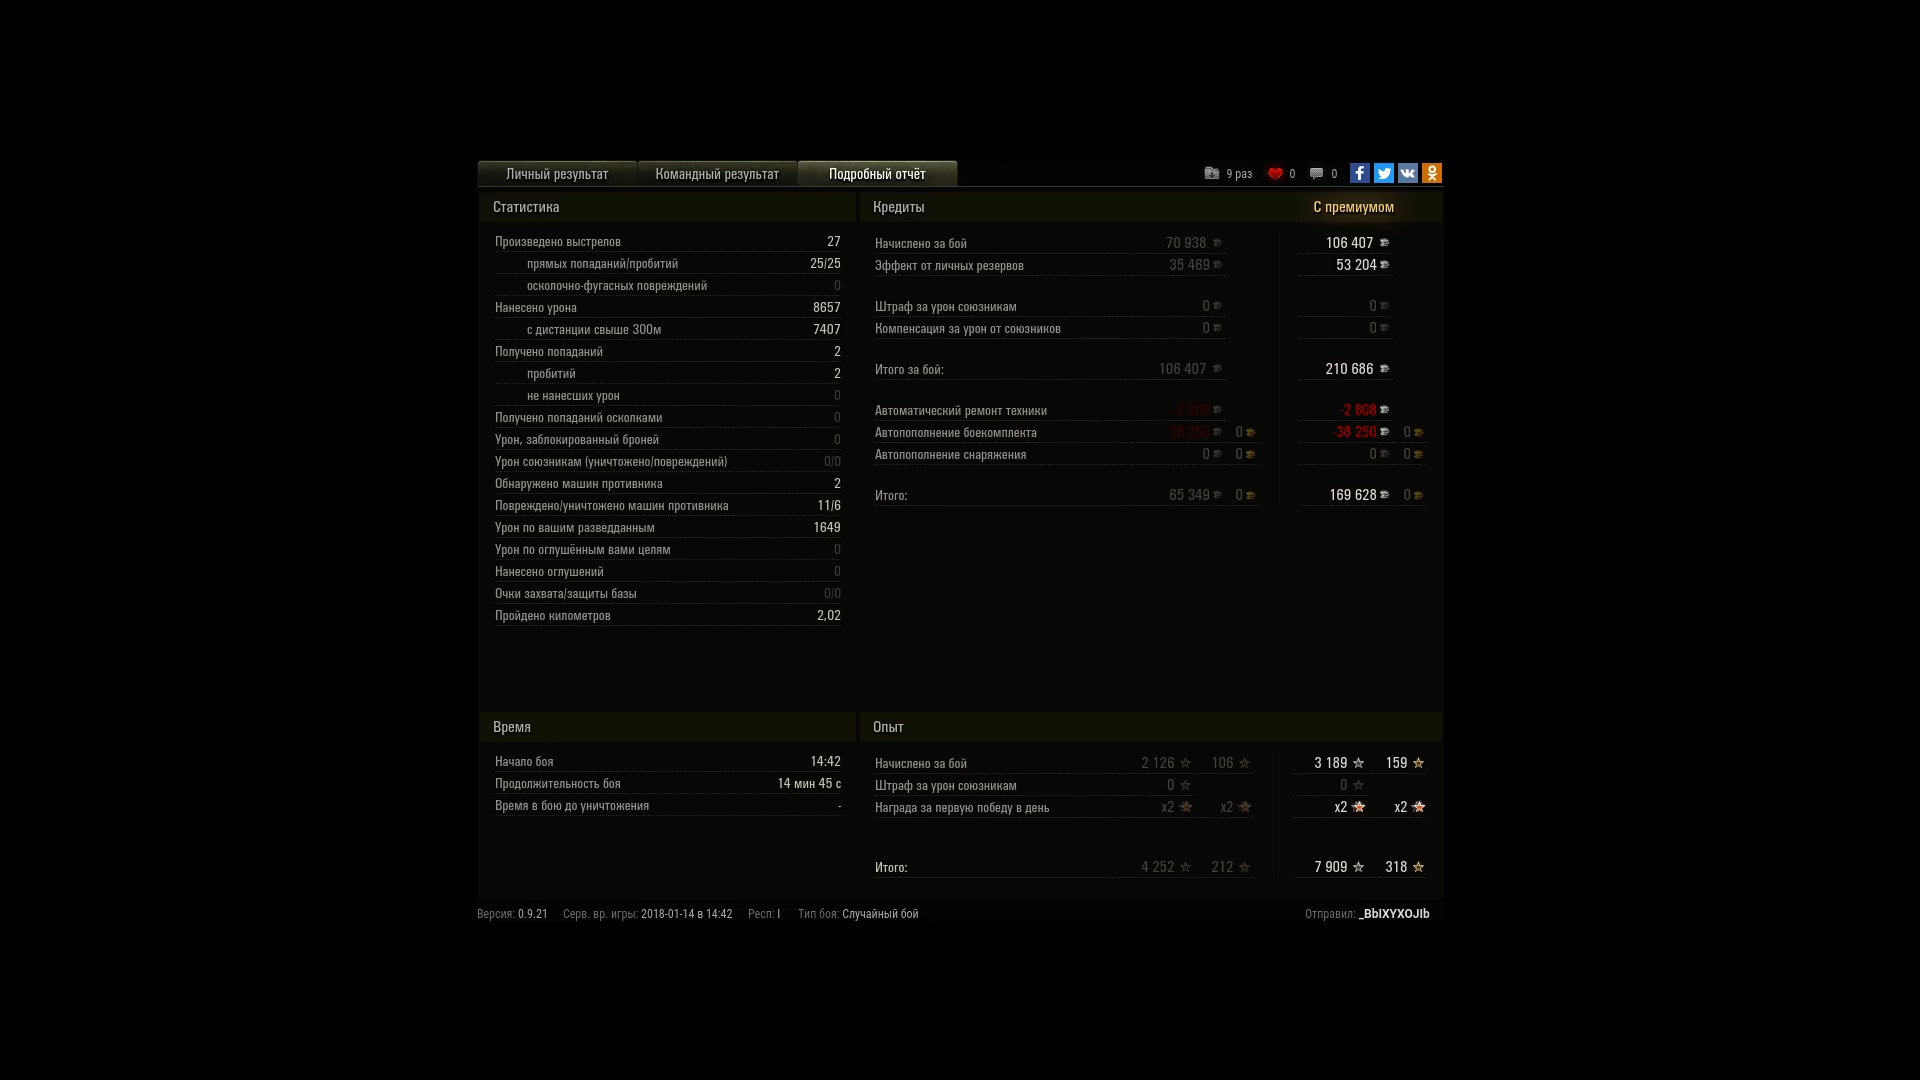 Личный результат Командный результат Подробный отчёт 9 раз 0 0
Статистика
Произведено выстрелов 27
прямых попаданий/пробитий 25/25
осколочно-фугасных повреждений 0
Нанесено урона 8657
с дистанции свыше 300м 7407
Получено попаданий 2
пробитий 2
не нанесших урон 0
Получено попаданий осколками 0
Урон, заблокированный броней 0
Урон союзникам (уничтожено/повреждений) 0/0
Обнаружено машин противника 2
Повреждено/уничтожено машин противника 11/6
Урон по вашим разведданным 1649
Урон по оглушённым вами целям 0
Нанесено оглушений 0
Очки захвата/защиты базы 0/0
Пройдено километров 2,02
Кредиты С премиумом
Начислено за бой 70 938 106 407
Эффект от личных резервов 35 469 53 204
Штраф за урон союзникам 0 0
Компенсация за урон от союзников 0 0
Итого за бой: 106 407 210 686
Автоматический ремонт техники -2 808 -2 808
Автопополнение боекомплекта -38 250 0 -38 250 0
Автопополнение снаряжения 0 0 0 0
Итого: 65 349 0 169 628 0
Время
Начало боя 14:42
Продолжительность боя 14 мин 45 с
Время в бою до уничтожения -
Опыт
Начислено за бой 2 126 106 3 189 159
Штраф за урон союзникам 0 0
Награда за первую победу в день x2 x2 x2 x2
Итого: 4 252 212 7 909 318
Версия: 0.9.21 Серв. вр. игры: 2018-01-14 в 14:42 Респ: I Тип боя: Случайный бой Отправил: _BbIXYXOJIb